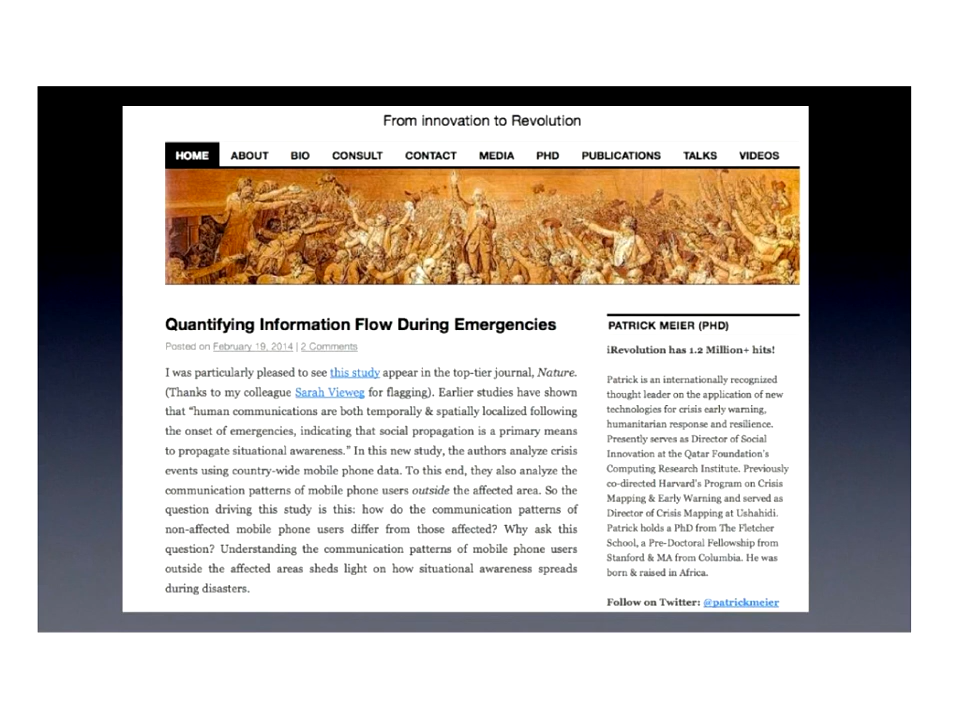 From innovation to Revolution
HOME ABOUT BIO CONSULT CONTACT MEDIA PHD PUBLICATIONS TALKS VIDEOS
Quantifying Information Flow During Emergencies
Posted on February 19, 2014 | 2 Comments
I was particularly pleased to see this study appear in the top-tier journal, Nature.
(Thanks to my colleague Sarah Vieweg for flagging). Earlier studies have shown
that “human communications are both temporally & spatially localized following
the onset of emergencies, indicating that social propagation is a primary means
to propagate situational awareness.” In this new study, the authors analyze crisis
events using country-wide mobile phone data. To this end, they also analyze the
communication patterns of mobile phone users outside the affected area. So the
question driving this study is this: how do the communication patterns of
non-affected mobile phone users differ from those affected? Why ask this
question? Understanding the communication patterns of mobile phone users
outside the affected areas sheds light on how situational awareness spreads
during disasters.
PATRICK MEIER (PHD)
iRevolution has 1.2 Million+ hits!
Patrick is an internationally recognized
thought leader on the application of new
technologies for crisis early warning,
humanitarian response and resilience.
Presently serves as Director of Social
Innovation at the Qatar Foundation's
Computing Research Institute. Previously
co-directed Harvard's Program on Crisis
Mapping & Early Warning and served as
Director of Crisis Mapping at Ushahidi.
Patrick holds a PhD from The Fletcher
School, a Pre-Doctoral Fellowship from
Stanford & MA from Columbia. He was
born & raised in Africa.
Follow on Twitter: @patrickmeier